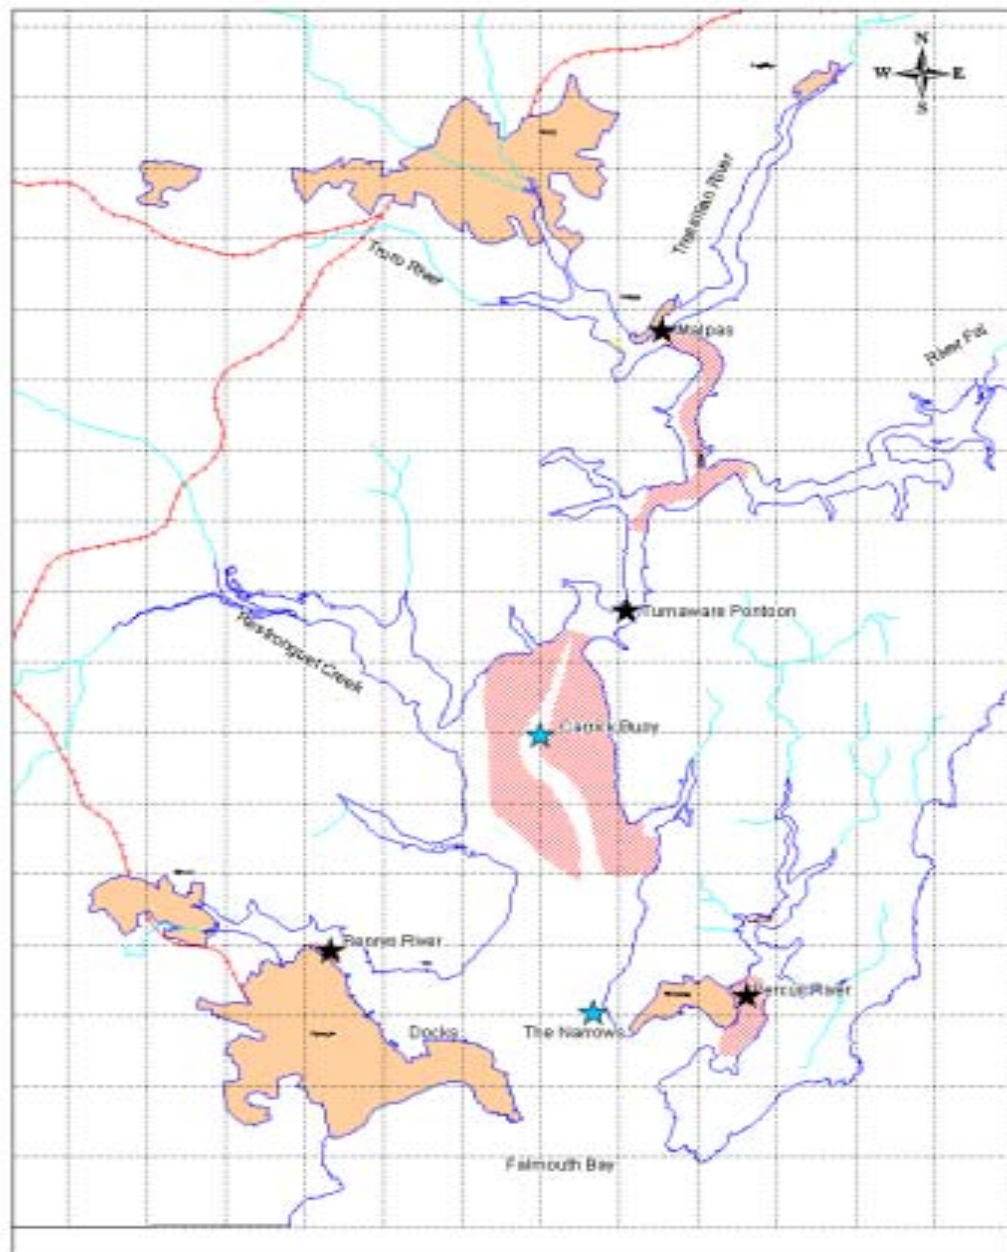 N
W E
S
Truro River
Malpas
River Fal
Turnaware Pontoon
Restronguet Creek
Carrick Buoy
Penryn River
Percuil River
Docks
The Narrows
Falmouth Bay